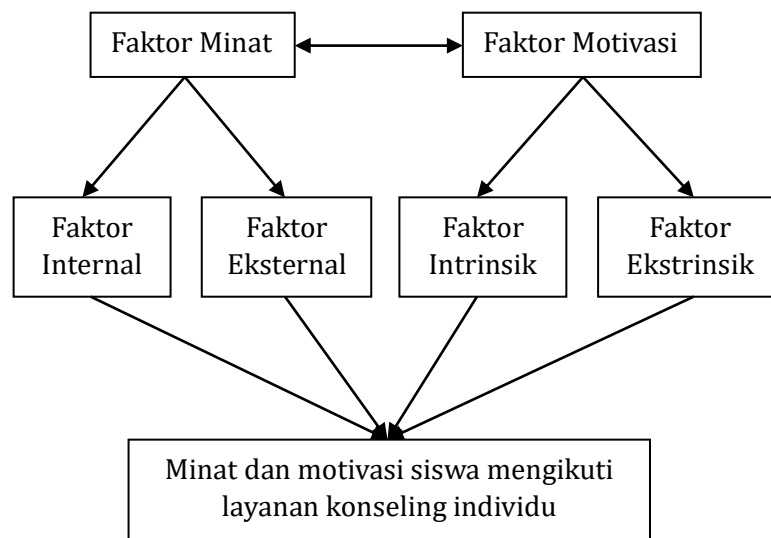 Faktor Minat
Faktor Motivasi
Faktor
Internal
Faktor
Eksternal
Faktor
Intrinsik
Faktor
Ekstrinsik
Minat dan motivasi siswa mengikuti
layanan konseling individu